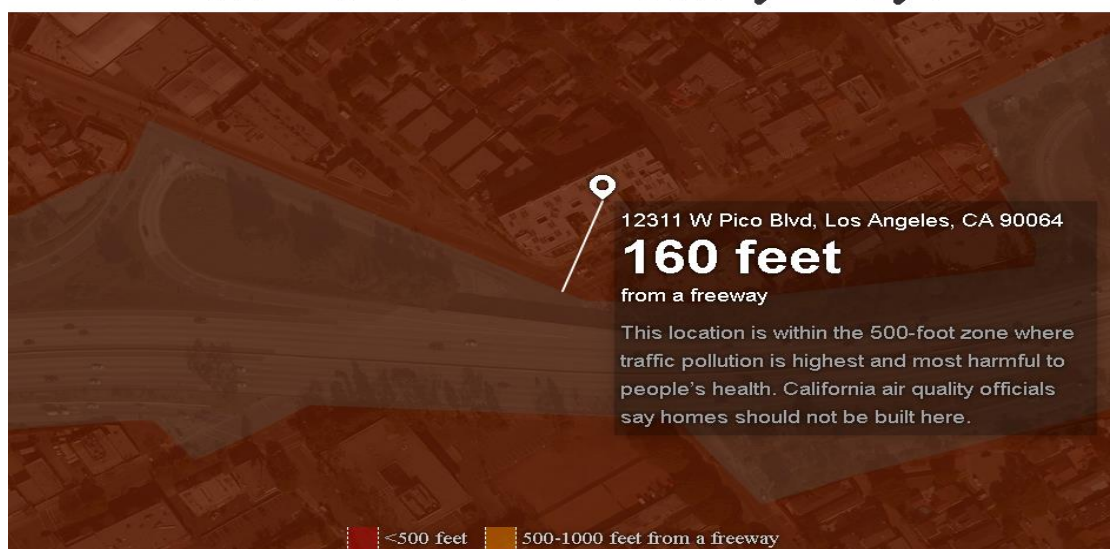 12311 W Pico Blvd, Los Angeles, CA 90064
160 feet
from a freeway
This location is within the 500-foot zone where
traffic pollution is highest and most harmful to
people's health. California air quality officials
say homes should not be built here.
<500 feet 500-1000 feet from a freeway